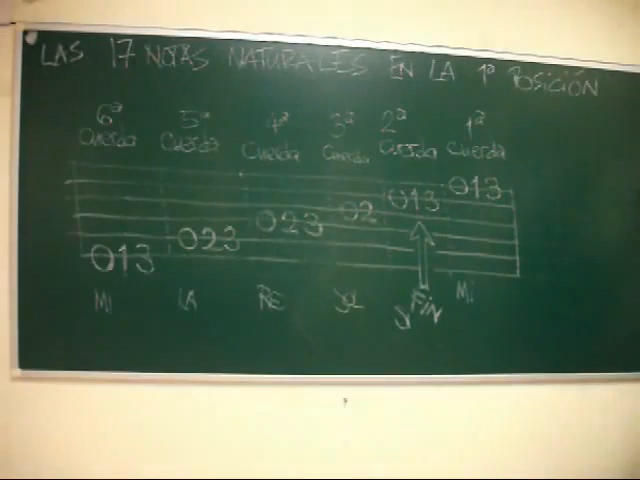 LAS 17 NOTAS NATURALES EN LA 1ª POSICIÓN
6ª 5ª 4ª 3ª 2ª 1ª
Cuerda Cuerda Cuerda Cuerda Cuerda Cuerda
013 023 023 02 013 013
MI LA RE SOL SI FIN MI